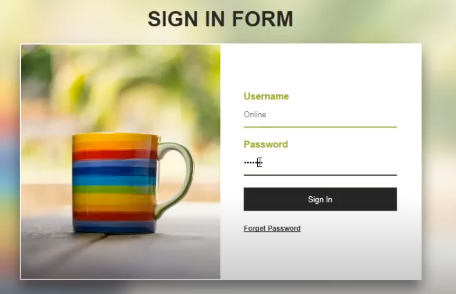 SIGN IN FORM
Username
Online
Password
Sign In
Forget Password